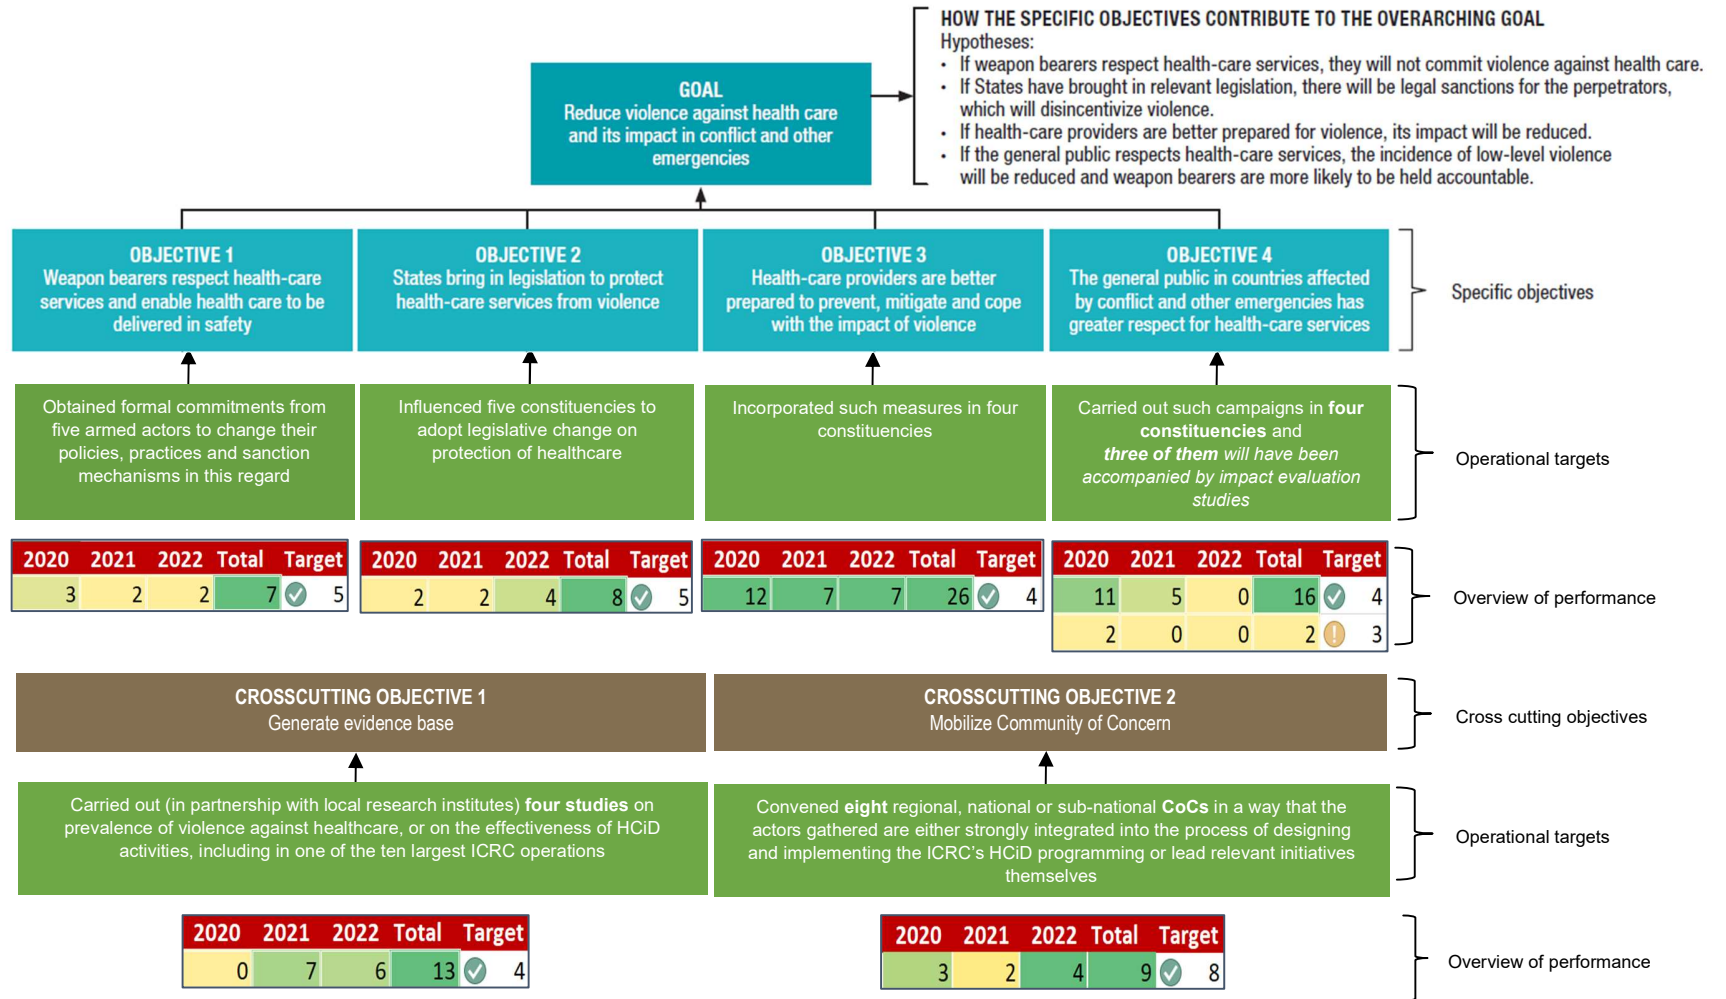 HOW THE SPECIFIC OBJECTIVES CONTRIBUTE TO THE OVERARCHING GOAL
Hypotheses:
• If weapon bearers respect health-care services, they will not commit violence against health care.
• If States have brought in relevant legislation, there will be legal sanctions for the perpetrators,
which will disincentivize violence.
• If health-care providers are better prepared for violence, its impact will be reduced.
• If the general public respects health-care services, the incidence of low-level violence
will be reduced and weapon bearers are more likely to be held accountable.
GOAL
Reduce violence against health care
and its impact in conflict and other
emergencies
OBJECTIVE 1
Weapon bearers respect health-care
services and enable health care to be
delivered in safety
OBJECTIVE 2
States bring in legislation to protect
health-care services from violence
OBJECTIVE 3
Health-care providers are better
prepared to prevent, mitigate and cope
with the impact of violence
OBJECTIVE 4
The general public in countries affected
by conflict and other emergencies has
greater respect for health-care services
Specific objectives
Obtained formal commitments from
five armed actors to change their
policies, practices and sanction
mechanisms in this regard
Influenced five constituencies to
adopt legislative change on
protection of healthcare
Incorporated such measures in four
constituencies
Carried out such campaigns in four
constituencies and
three of them will have been
accompanied by impact evaluation
studies
Operational targets
2020 2021 2022 Total Target
3 2 2 7 5
2020 2021 2022 Total Target
2 2 4 8 5
2020 2021 2022 Total Target
12 7 7 26 4
2020 2021 2022 Total Target
11 5 0 16 4
2 0 0 2 3
Overview of performance
CROSSCUTTING OBJECTIVE 1
Generate evidence base
CROSSCUTTING OBJECTIVE 2
Mobilize Community of Concern
Cross cutting objectives
Carried out (in partnership with local research institutes) four studies on
prevalence of violence against healthcare, or on the effectiveness of HCiD
activities, including in one of the ten largest ICRC operations
Convened eight regional, national or sub-national CoCs in a way that the
actors gathered are either strongly integrated into the process of designing
and implementing the ICRC's HCiD programming or lead relevant initiatives
themselves
Operational targets
2020 2021 2022 Total Target
0 7 6 13 4
2020 2021 2022 Total Target
3 2 4 9 8
Overview of performance